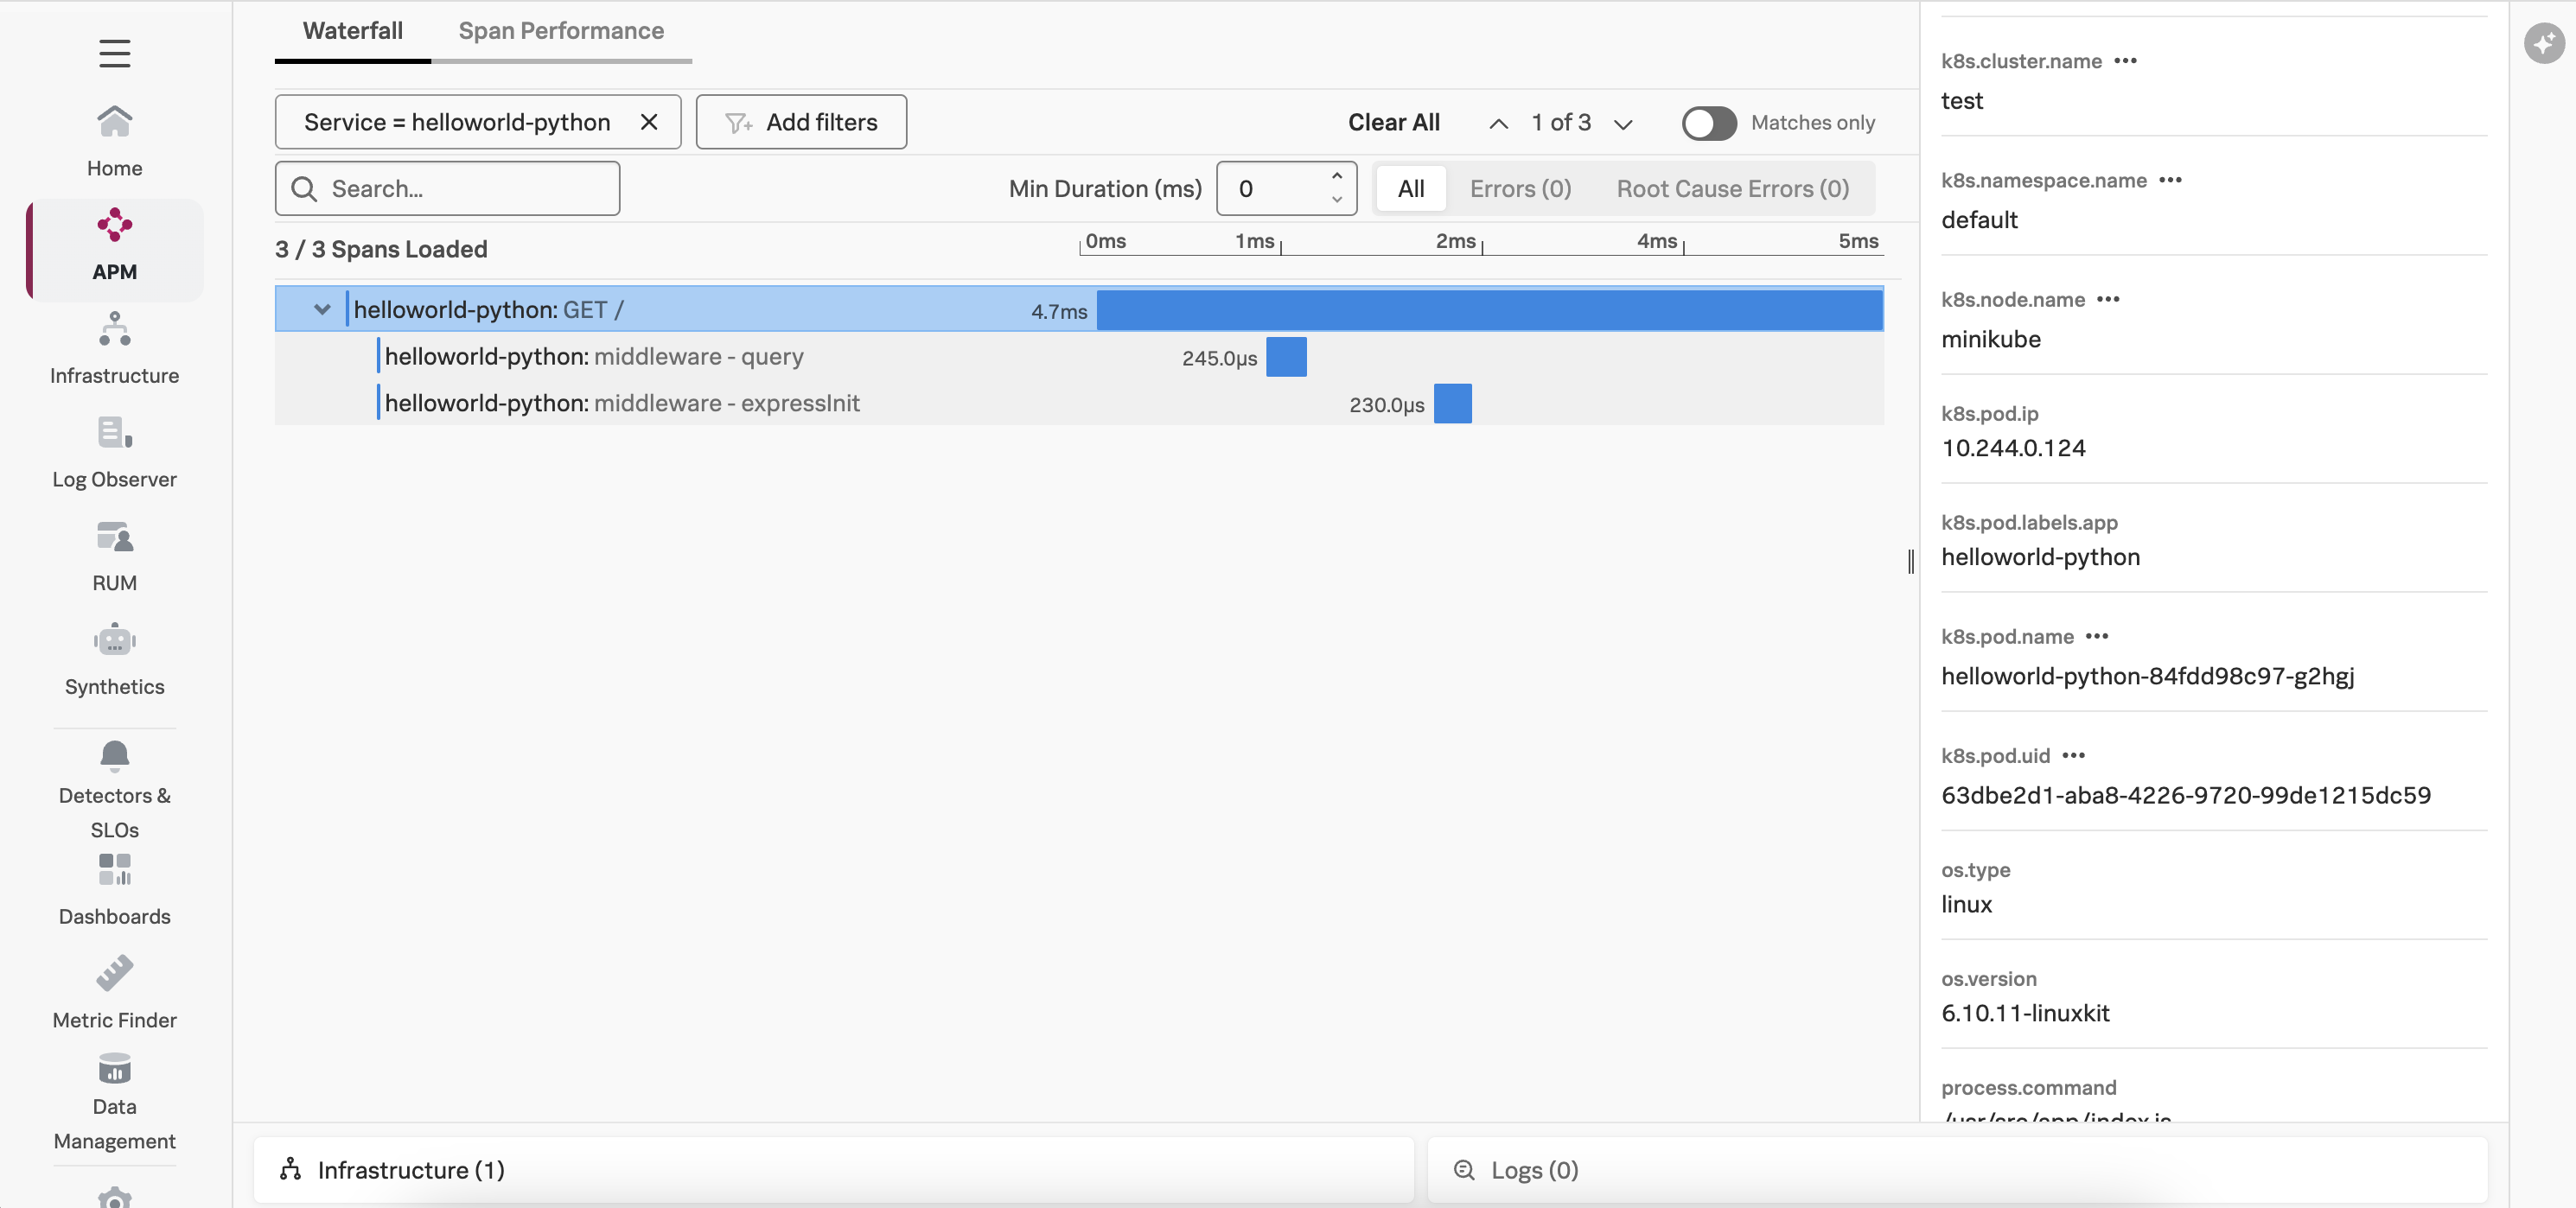 Home
APM
Infrastructure
Log Observer
RUM
Synthetics
Detectors &
SLOs
Dashboards
Metric Finder
Data
Management
Waterfall
Span Performance
Service = helloworld-python
Add filters
Clear All
1 of 3
Matches only
Search...
Min Duration (ms)
0
All
Errors (0)
Root Cause Errors (0)
3 / 3 Spans Loaded
0ms
1ms
2ms
4ms
5ms
helloworld-python: GET /
4.7ms
helloworld-python: middleware - query
245.0µs
helloworld-python: middleware - expressInit
230.0µs
k8s.cluster.name
test
k8s.namespace.name
default
k8s.node.name
minikube
k8s.pod.ip
10.244.0.124
k8s.pod.labels.app
helloworld-python
k8s.pod.name
helloworld-python-84fdd98c97-g2hgj
k8s.pod.uid
63dbe2d1-aba8-4226-9720-99de1215dc59
os.type
linux
os.version
6.10.11-linuxkit
process.command
/usr/src/app/index.js
Infrastructure (1)
Logs (0)